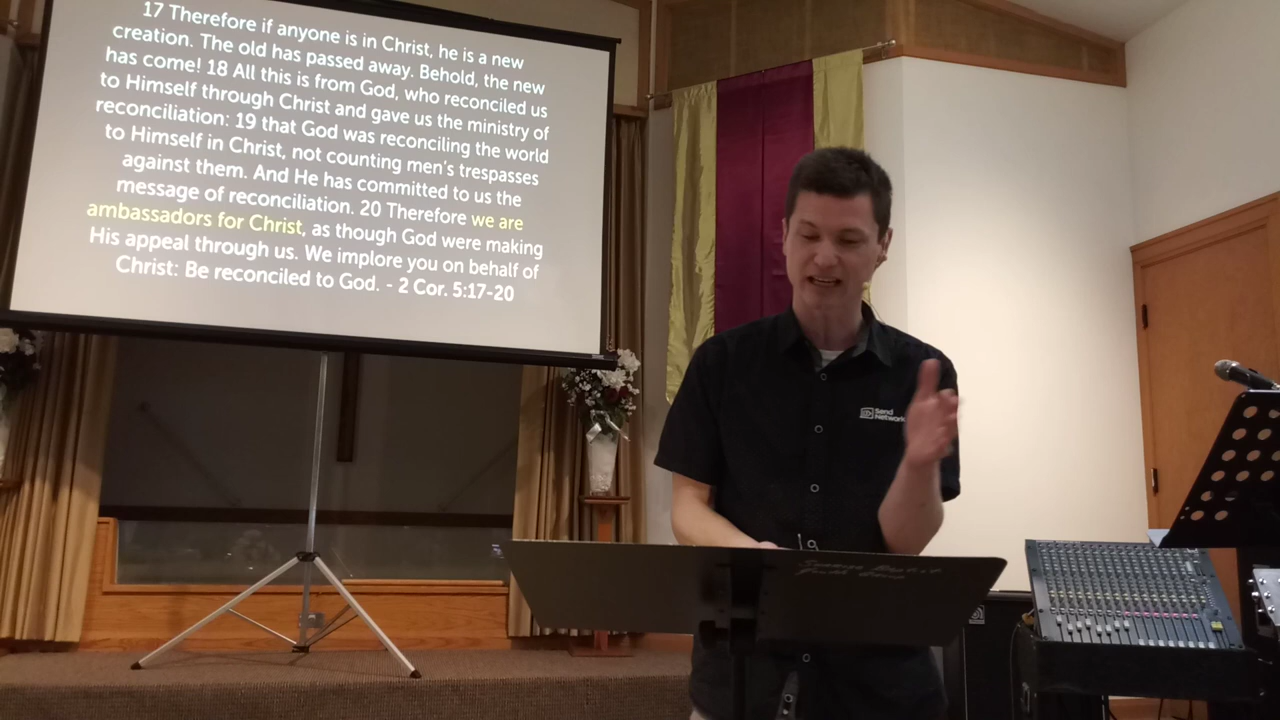 17 Therefore if anyone is in Christ, he is a new
creation. The old has passed away. Behold, the new
has come! 18 All this is from God, who reconciled us
to Himself through Christ and gave us the ministry of
reconciliation: 19 that God was reconciling the world
to Himself in Christ, not counting men's trespasses
against them. And He has committed to us the
message of reconciliation. 20 Therefore we are
ambassadors for Christ, as though God were making
His appeal through us. We implore you on behalf of
Christ: Be reconciled to God. - 2 Cor. 5:17-20
Send
Network
Sunrise Baptist